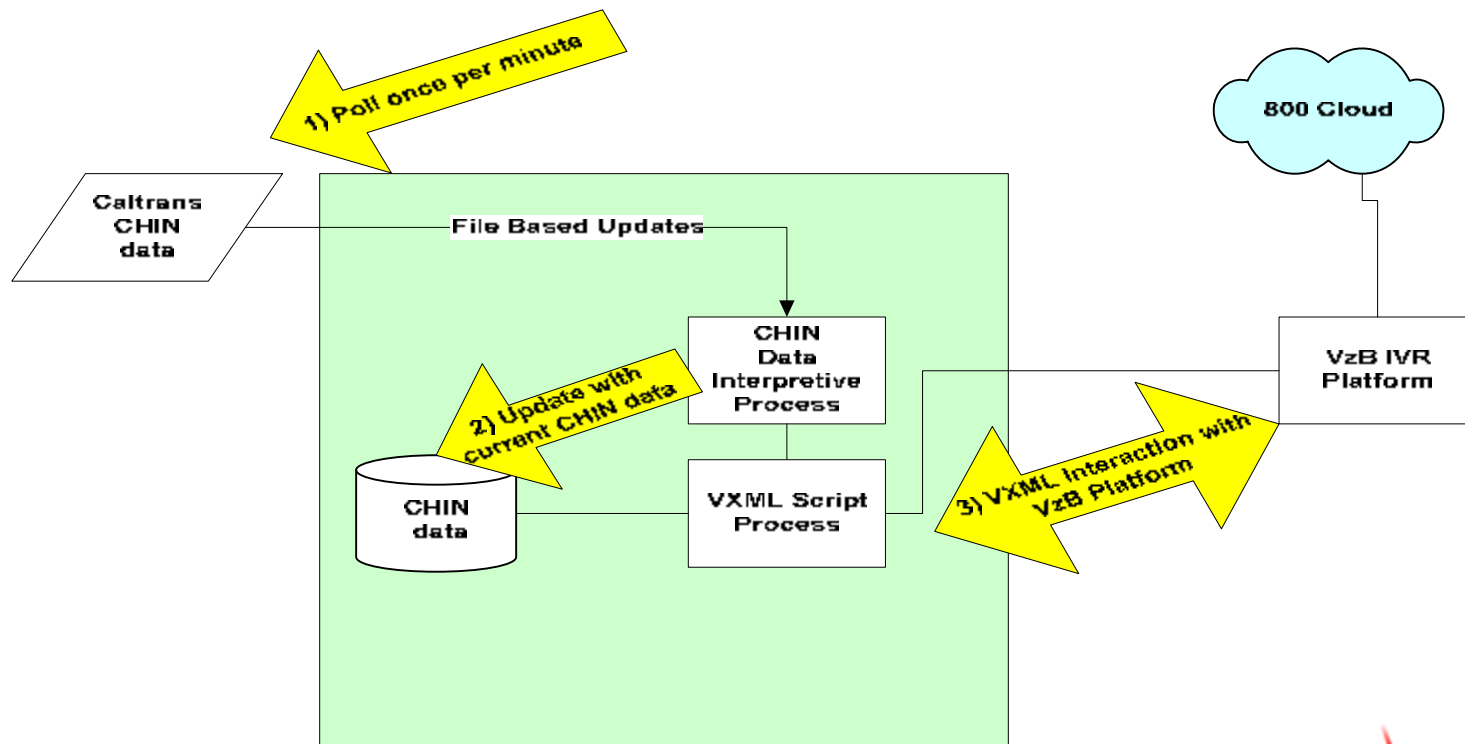 1) Poll once per minute
800 Cloud
Caltrans
CHIN
data
File Based Updates
CHIN
Data
Interpretive
Process
VzB IVR
Platform
2) Update with
current CHIN data
3) VXML Interaction with
VzB Platform
CHIN
data
VXML Script
Process